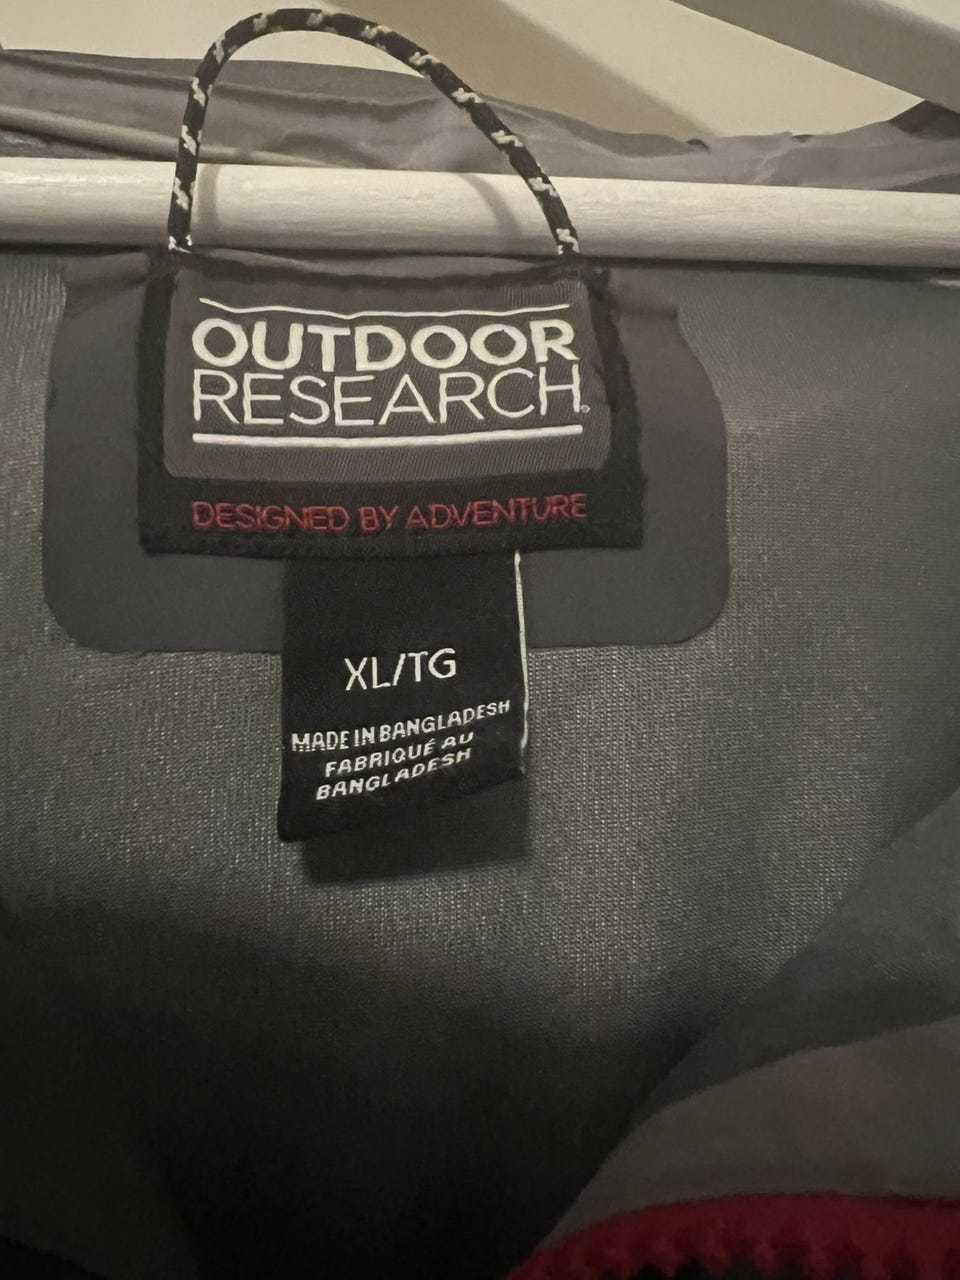 OUTDOOR
RESEARCH®
DESIGNED BY ADVENTURE
XL/TG
MADE IN BANGLADESH
FABRIQUÉ AU
BANGLADESH